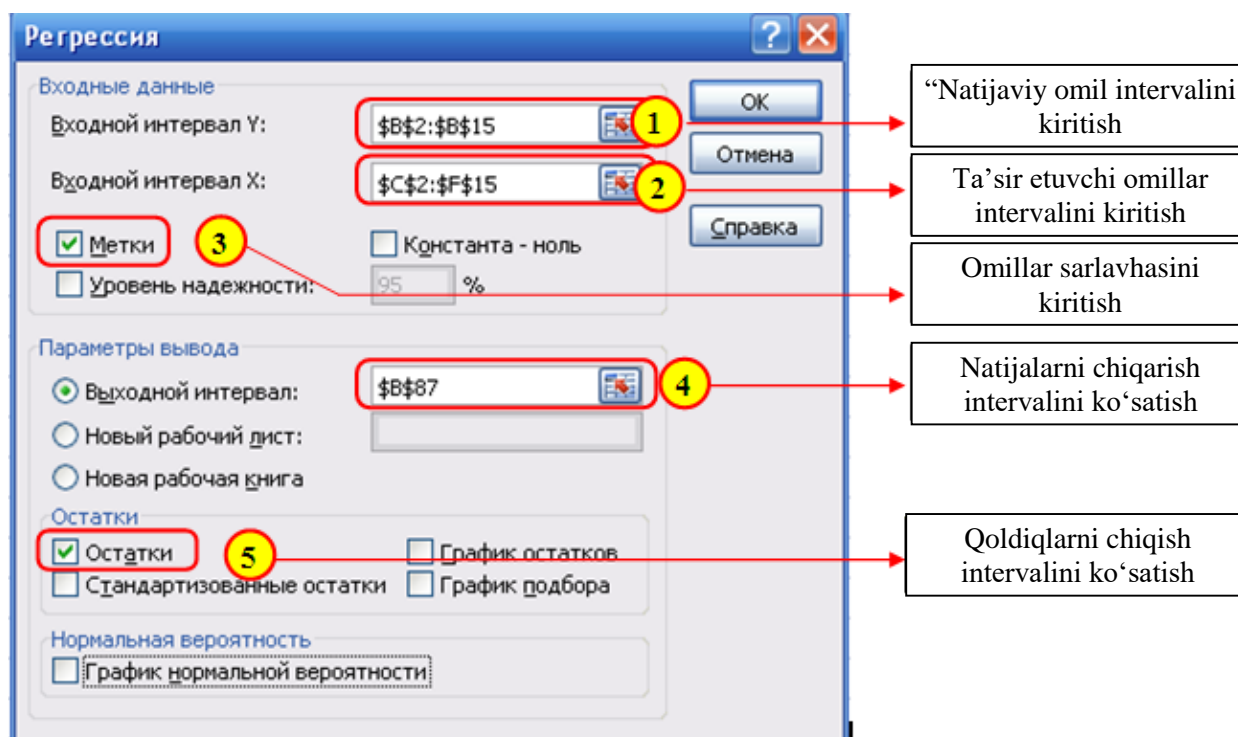 Регрессия
Входные данные
Входной интервал Y:
$B$2:$B$15
1
Входной интервал X:
$C$2:$F$15
2
Метки
3
Константа - ноль
Уровень надежности:
95
%
OK
Отмена
Справка
Параметры вывода
Выходной интервал:
$B$87
4
Новый рабочий лист:
Новая рабочая книга
Остатки
Остатки
5
График остатков
Стандартизованные остатки
График подбора
Нормальная вероятность
График нормальной вероятности
“Natijaviy omil intervalini
kiritish
Ta’sir etuvchi omillar
intervalini kiritish
Omillar sarlavhasini
kiritish
Natijalarni chiqarish
intervalini ko‘satish
Qoldiqlarni chiqish
intervalini ko‘satish